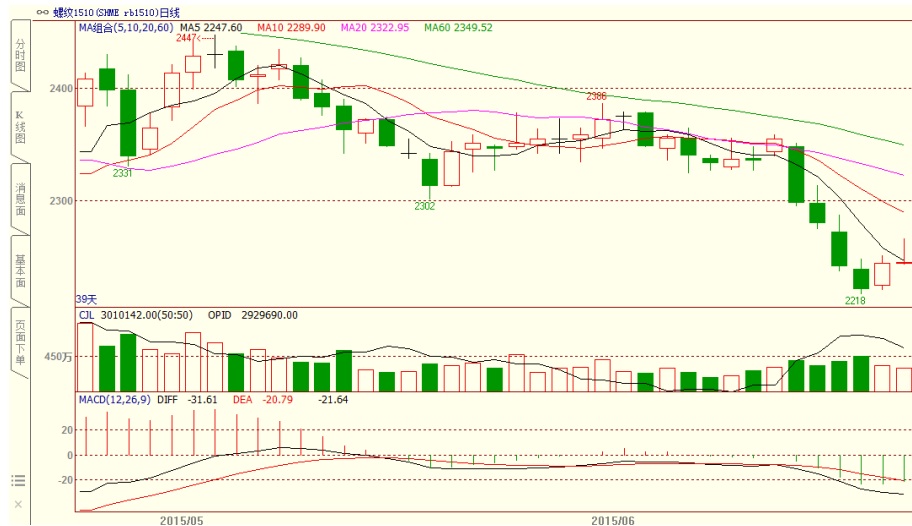 螺纹1510(SHME rb1510)日线
MA组合(5,10,20,60) MA5 2247.60 MA10 2289.90 MA20 2322.95 MA60 2349.52
分时图
K线图
消息面
基本面
页面下单
2447
2400
2386
2331
2300
2302
2218
39天
CJL 3010142.00(50:50) OPID 2929690.00
450万
MACD(12,26,9) DIFF -31.61 DEA -20.79 -21.64
20
0
-20
2015/05 2015/06